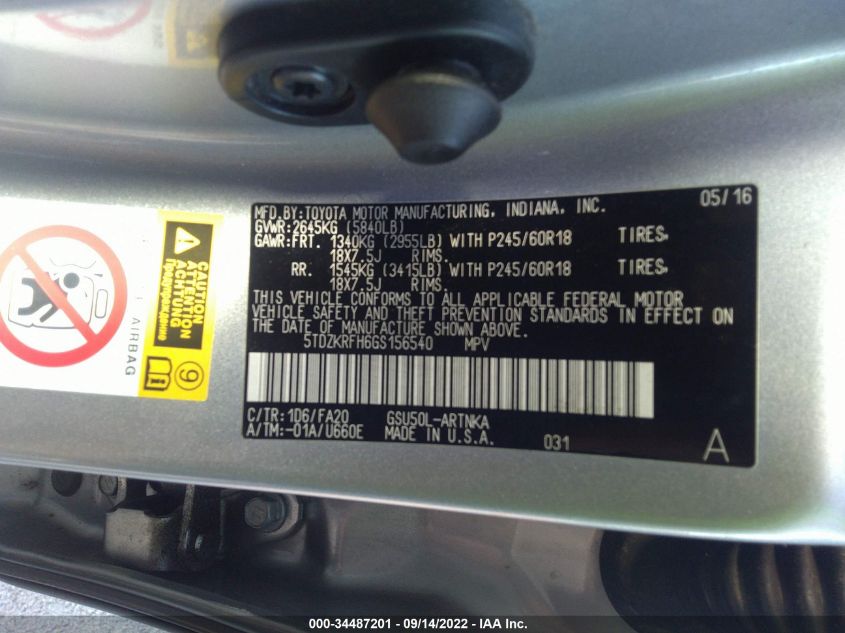 MFD.BY:TOYOTA MOTOR MANUFACTURING, INDIANA, INC. 05/16
GVWR:2645KG (5840LB)
GAWR:FRT. 1340KG (2955LB) WITH P245/60R18 TIRES,
18X7.5J RIMS.
RR. 1545KG (3415LB) WITH P245/60R18 TIRES,
18X7.5J RIMS.
THIS VEHICLE CONFORMS TO ALL APPLICABLE FEDERAL MOTOR
VEHICLE SAFETY AND THEFT PREVENTION STANDARDS IN EFFECT ON
THE DATE OF MANUFACTURE SHOWN ABOVE.
5TDZKRFH6GS156540 MPV
C/TR:1D6/FA20 GSU50L-ARTNKA
A/TM:-01A/U660E MADE IN U.S.A. 031
A
CAUTION
ATTENTION
ACHTUNG
Предупреждение
AIRBAG
9
000-34487201 - 09/14/2022 - IAA Inc.